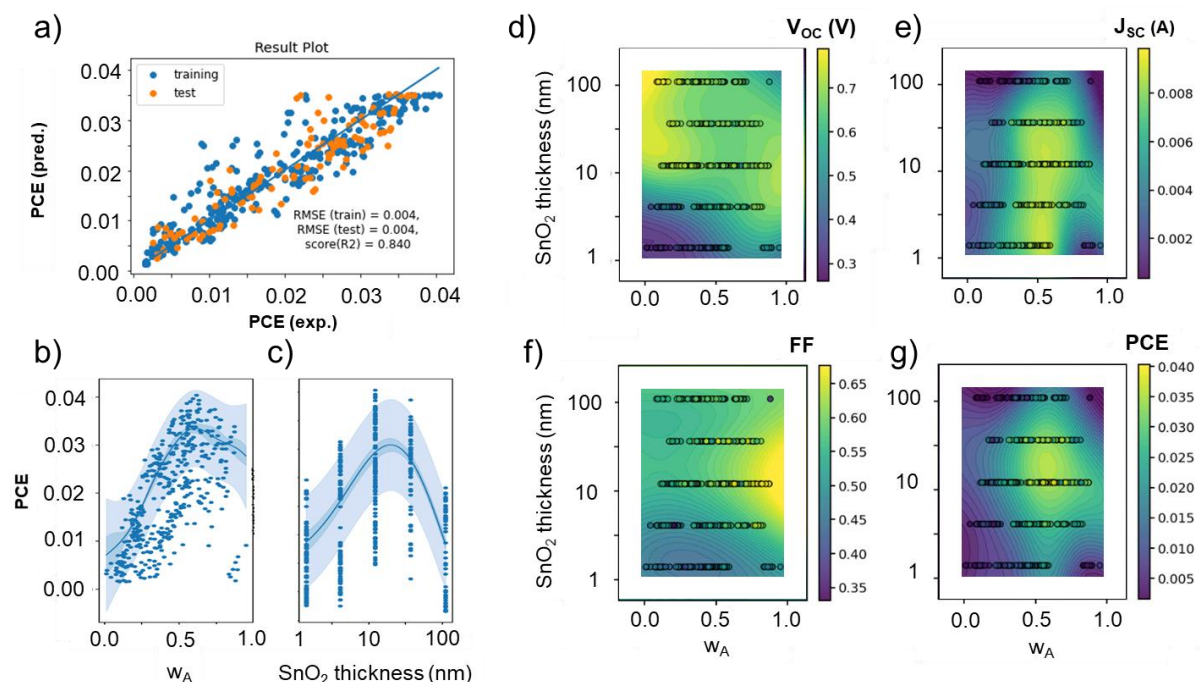 a)
Result Plot
training
test
PCE (pred.)
0.04
0.03
0.02
0.01
0.00
RMSE (train) = 0.004,
RMSE (test) = 0.004,
score(R2) = 0.840
0.00 0.01 0.02 0.03 0.04
PCE (exp.)
b)
c)
PCE
0.04
0.03
0.02
0.01
0.00
0.0 0.5 1.0
wA
1 10 100
SnO2 thickness (nm)
d)
VOC (V)
SnO2 thickness (nm)
100
10
1
0.0 0.5 1.0
0.7
0.6
0.5
0.4
0.3
e)
JSC (A)
100
10
1
0.0 0.5 1.0
0.008
0.006
0.004
0.002
f)
FF
SnO2 thickness (nm)
100
10
1
0.0 0.5 1.0
wA
0.65
0.60
0.55
0.50
0.45
0.40
0.35
g)
PCE
100
10
1
0.0 0.5 1.0
wA
0.040
0.035
0.030
0.025
0.020
0.015
0.010
0.005